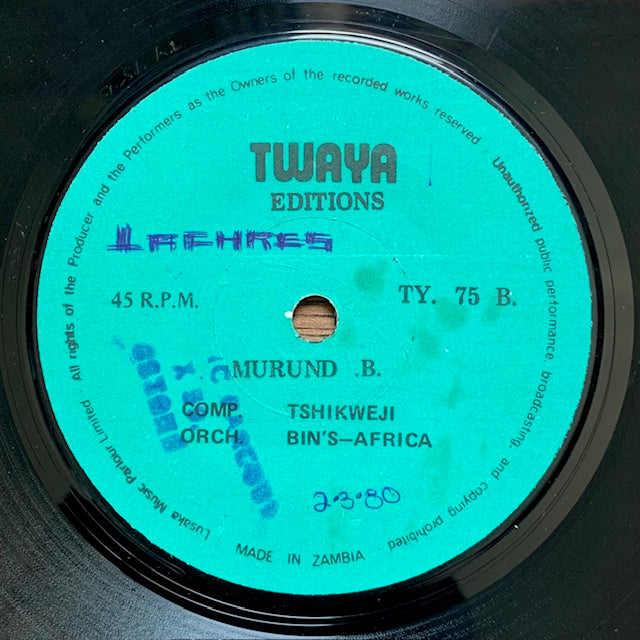 All rights of the Producer and the Performers as the Owners of the recorded works reserved
Unauthorized public performance, broadcasting, and copying prohibited
TWAYA
EDITIONS
45 R.P.M.
TY. 75 B.
MURUND .B.
COMP TSHIKWEJI
ORCH. BIN'S—AFRICA
2·3·80
Lusaka Music Parlour Limited
MADE IN ZAMBIA